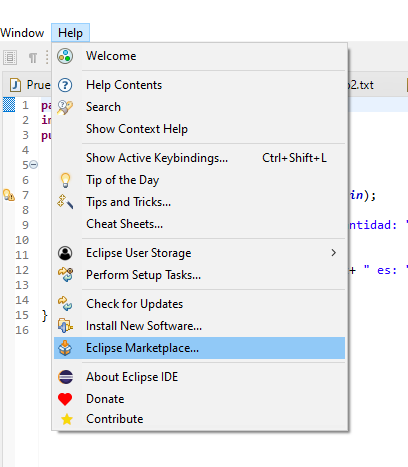 Window Help
Welcome
Help Contents
Search
Show Context Help
Show Active Keybindings... Ctrl+Shift+L
Tip of the Day
Tips and Tricks...
Cheat Sheets...
Eclipse User Storage
Perform Setup Tasks...
Check for Updates
Install New Software...
Eclipse Marketplace...
About Eclipse IDE
Donate
Contribute
Prue
2.txt
1 pa
2 in
3 pu
4
5
6
7 in);
8
9 ntidad: "
10
11
12 + " es: "
13
14
15 }
16